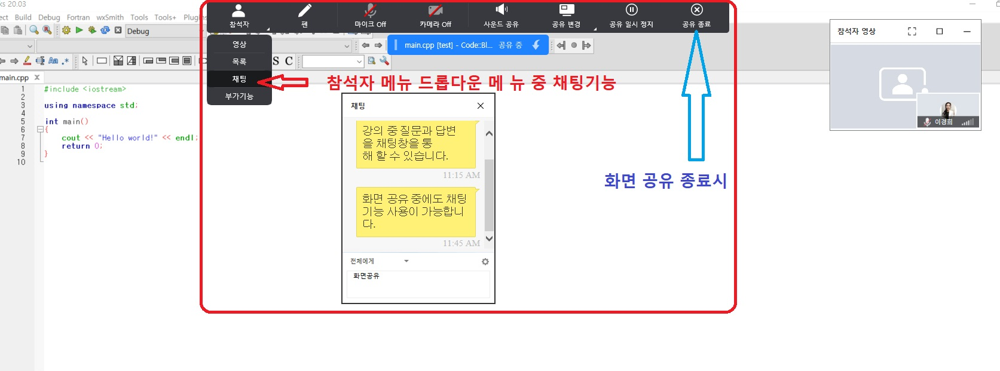 ks 20.03
ect Build Debug Fortran wxSmith Tools Tools+ Plugin
Debug
참석자 펜 마이크 Off 카메라 Off 사운드 공유 공유 변경 공유 일시 정지 공유 종료
영상
목록
채팅
부가기능
main.cpp [test] - Code::Bl... 공유 중
Aa .*
S C
참석자 영상
이경희
main.cpp X
참석자 메뉴 드롭다운 메 뉴 중 채팅기능
화면 공유 종료시
1 #include <iostream>
2
3 using namespace std;
4
5 int main()
6 {
7 cout << "Hello world!" << endl;
8 return 0;
9 }
10
채팅
강의 중 질문과 답변
을 채팅창을 통
해 할 수 있습니다.
11:15 AM
화면 공유 중에도 채팅
기능 사용이 가능합니
다.
11:45 AM
전체에게
화면공유